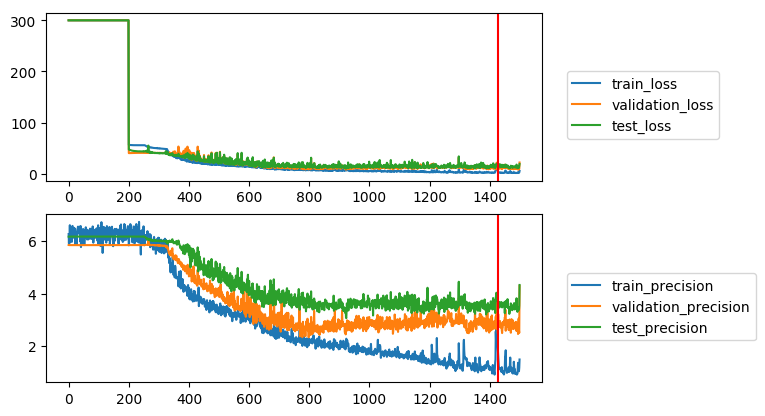 300
200
100
0
0 200 400 600 800 1000 1200 1400
train_loss
validation_loss
test_loss
6
4
2
0 200 400 600 800 1000 1200 1400
train_precision
validation_precision
test_precision